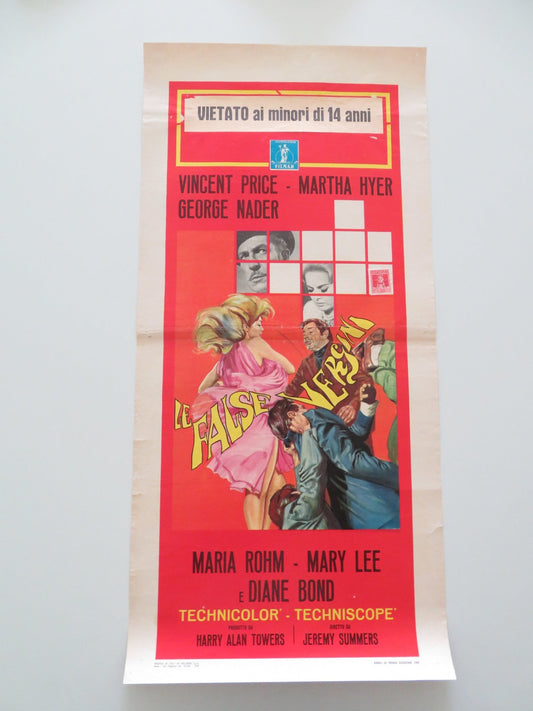 VIETATO ai minori di 14 anni
FILMAR
VINCENT PRICE - MARTHA HYER
GEORGE NADER
LE FALSE VERGINI
MARIA ROHM - MARY LEE
E DIANE BOND
TECHNICOLOR - TECHNISCOPE
PRODOTTO DA
HARRY ALAN TOWERS
DIRETTO DA
JEREMY SUMMERS